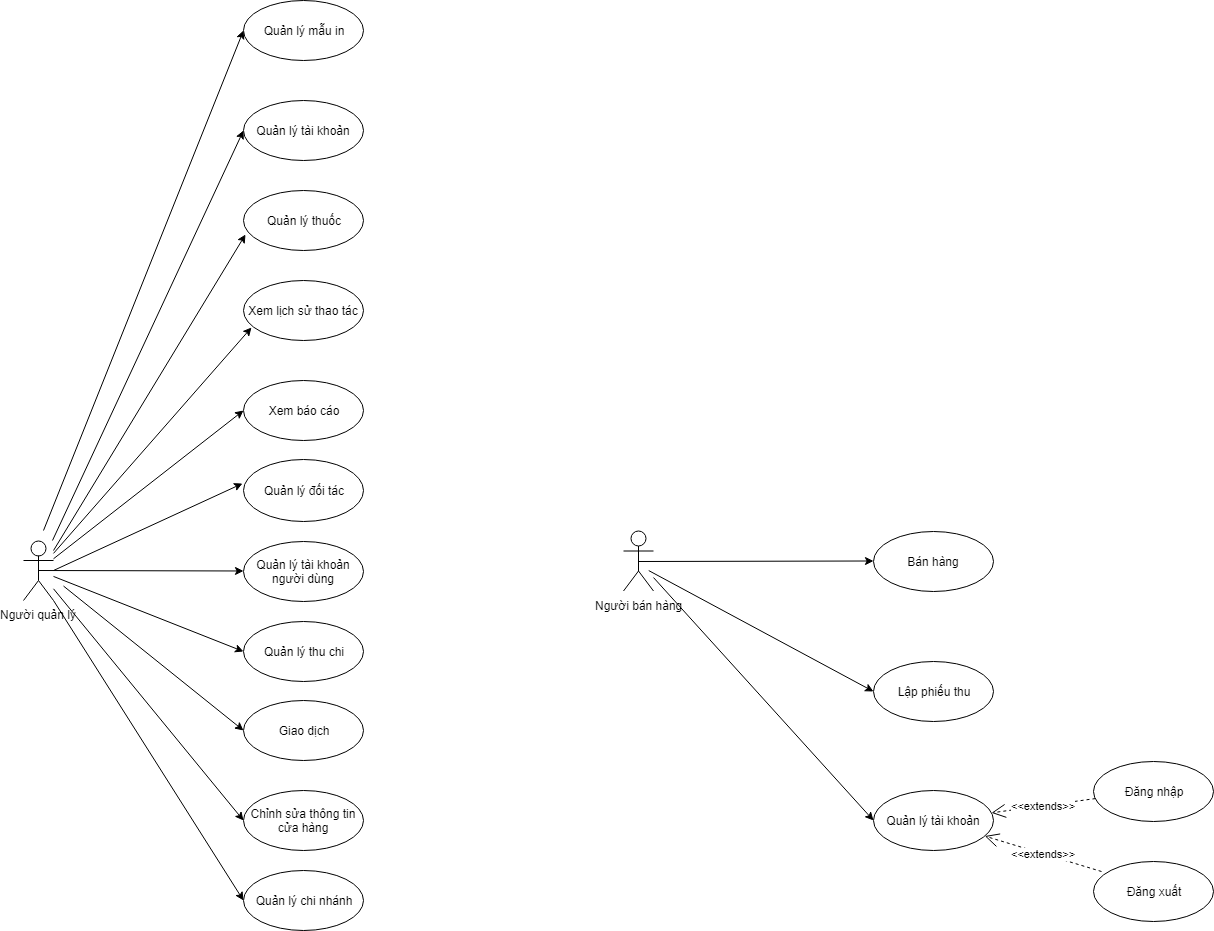 Quản lý mẫu in
Quản lý tài khoản
Quản lý thuốc
Xem lịch sử thao tác
Xem báo cáo
Quản lý đối tác
Quản lý tài khoản
người dùng
Người quản lý
Quản lý thu chi
Giao dịch
Chỉnh sửa thông tin
cửa hàng
Quản lý chi nhánh
Người bán hàng
Bán hàng
Lập phiếu thu
Quản lý tài khoản
<<extends>>
Đăng nhập
<<extends>>
Đăng xuất